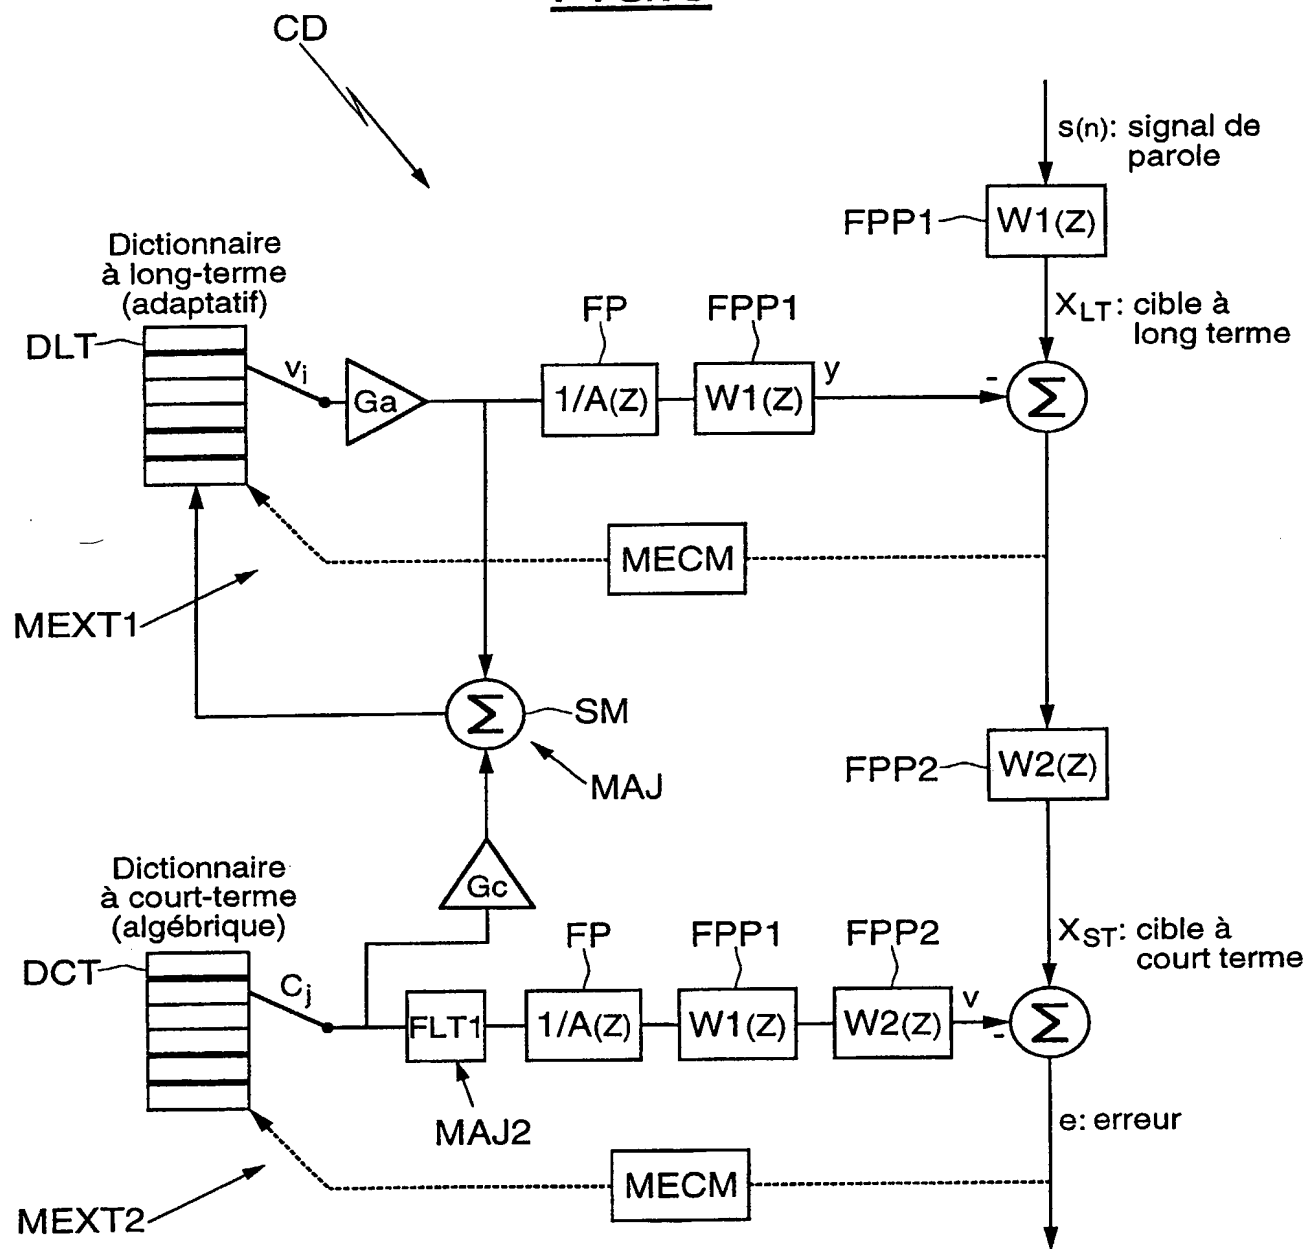 CD
s(n): signal de
parole
FPP1
W1(z)
Dictionnaire
à long-terme
(adaptatif)
FP
FPP1
XLT: cible à
long terme
DLT
vi
Ga
1/A(z)
W1(z)
y
-
Σ
MECM
MEXT1
Σ
SM
MAJ
FPP2
W2(z)
Dictionnaire
à court-terme
(algébrique)
Gc
FP
FPP1
FPP2
XST: cible à
court terme
DCT
Cj
FLT1
1/A(z)
W1(z)
W2(z)
v
-
Σ
MAJ2
e: erreur
MECM
MEXT2